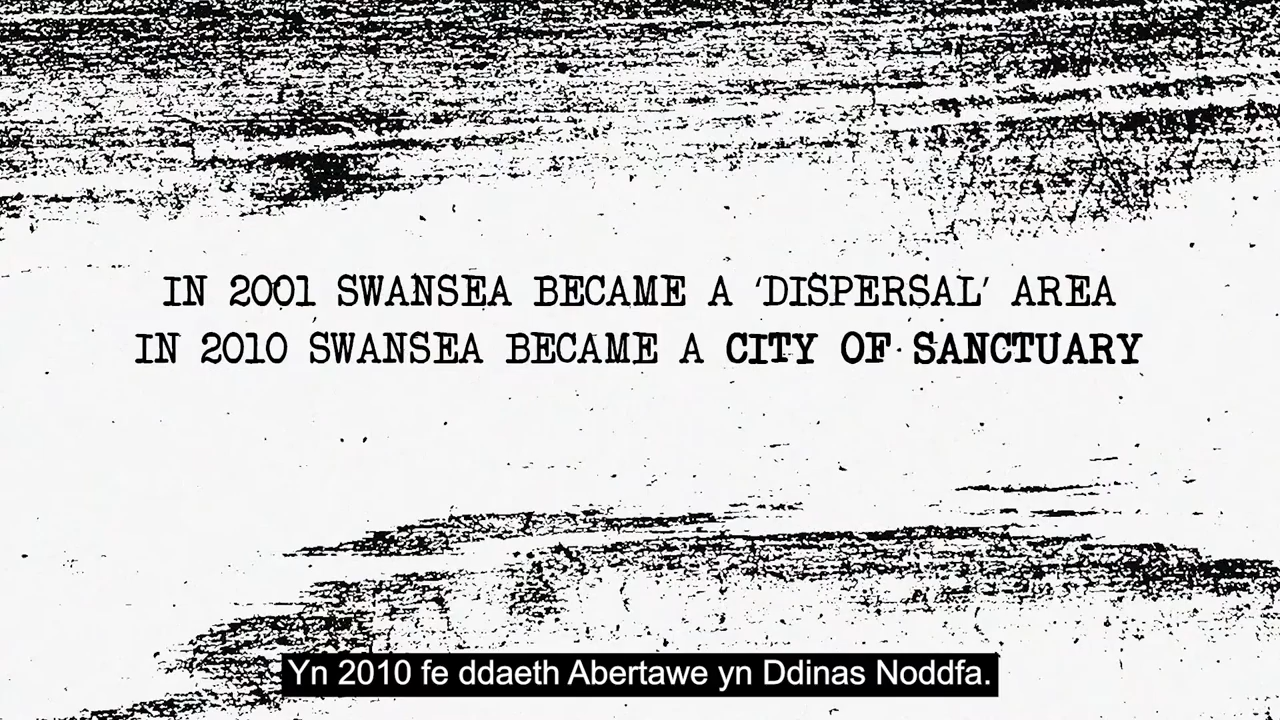 IN 2001 SWANSEA BECAME A ‘DISPERSAL’ AREA
IN 2010 SWANSEA BECAME A CITY OF SANCTUARY
Yn 2010 fe ddaeth Abertawe yn Ddinas Noddfa.